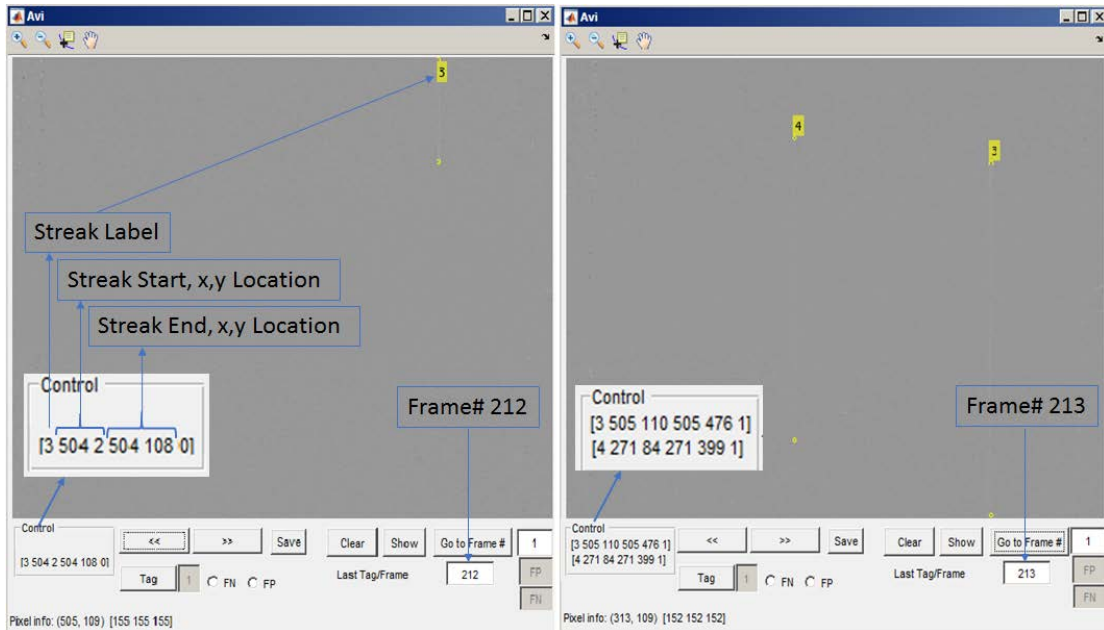 Avi
3
Streak Label
Streak Start, x,y Location
Streak End, x,y Location
Control
[3 504 2 504 108 0]
Frame# 212
Control
[3 504 2 504 108 0]
<< >> Save Clear Show Go to Frame # 1
Tag 1 FN FP Last Tag/Frame 212 FP
FN
Pixel info: (505, 109) [155 155 155]
Avi
4
3
Control
[3 505 110 505 476 1]
[4 271 84 271 399 1]
Frame# 213
Control
[3 505 110 505 476 1]
[4 271 84 271 399 1]
<< >> Save Clear Show Go to Frame # 1
Tag 1 FN FP Last Tag/Frame 213 FP
FN
Pixel info: (313, 109) [152 152 152]